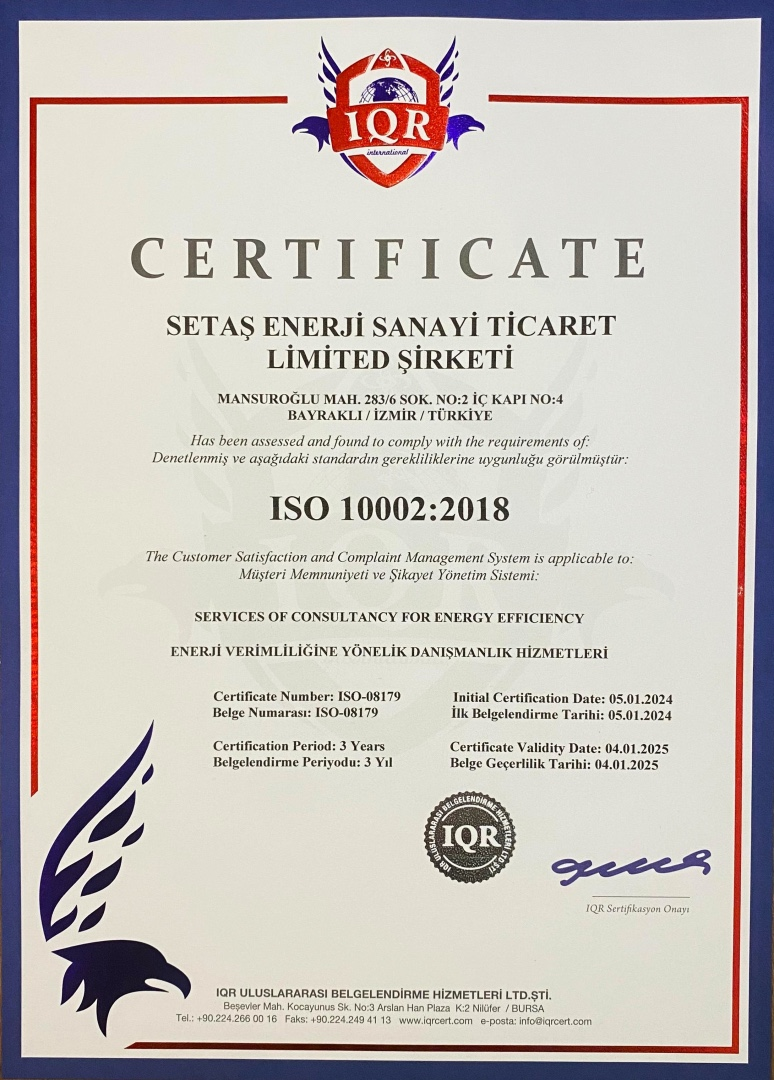 IQR
international
CERTIFICATE
SETAŞ ENERJİ SANAYİ TİCARET
LİMİTED ŞİRKETİ
MANSUROĞLU MAH. 283/6 SOK. NO:2 İÇ KAPI NO:4
BAYRAKLI / İZMİR / TÜRKİYE
Has been assessed and found to comply with the requirements of:
Denetlenmiş ve aşağıdaki standardın gerekliliklerine uygunluğu görülmüştür:
ISO 10002:2018
The Customer Satisfaction and Complaint Management System is applicable to:
Müşteri Memnuniyeti ve Şikayet Yönetim Sistemi:
SERVICES OF CONSULTANCY FOR ENERGY EFFICIENCY
ENERJİ VERİMLİLİĞİNE YÖNELİK DANIŞMANLIK HİZMETLERİ
Certificate Number: ISO-08179
Belge Numarası: ISO-08179
Initial Certification Date: 05.01.2024
İlk Belgelendirme Tarihi: 05.01.2024
Certification Period: 3 Years
Belgelendirme Periyodu: 3 Yıl
Certificate Validity Date: 04.01.2025
Belge Geçerlilik Tarihi: 04.01.2025
IQR ULUSLARARASI BELGELENDİRME HİZMETLERİ LTD.ŞTİ.
IQR
IQR Sertifikasyon Onayı
IQR ULUSLARARASI BELGELENDİRME HİZMETLERİ LTD.ŞTİ.
Beşevler Mah. Kocayunus Sk. No:3 Arslan Han Plaza K:2 Nilüfer / BURSA
Tel.: +90.224.266 00 16 Faks: +90.224.249 41 13 www.iqrcert.com e-posta: info@iqrcert.com